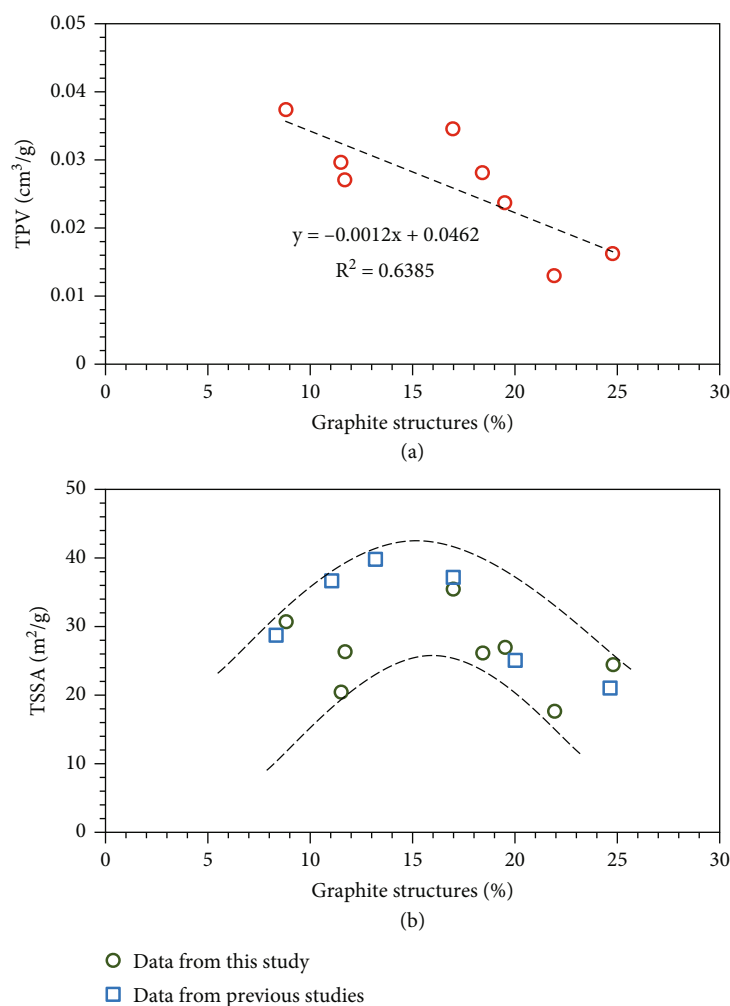 0.05
0.04
0.03
0.02
0.01
0
TPV (cm³/g)
y = –0.0012x + 0.0462
R² = 0.6385
0 5 10 15 20 25 30
Graphite structures (%)
(a)
50
40
30
20
10
0
TSSA (m²/g)
0 5 10 15 20 25 30
Graphite structures (%)
(b)
Data from this study
Data from previous studies